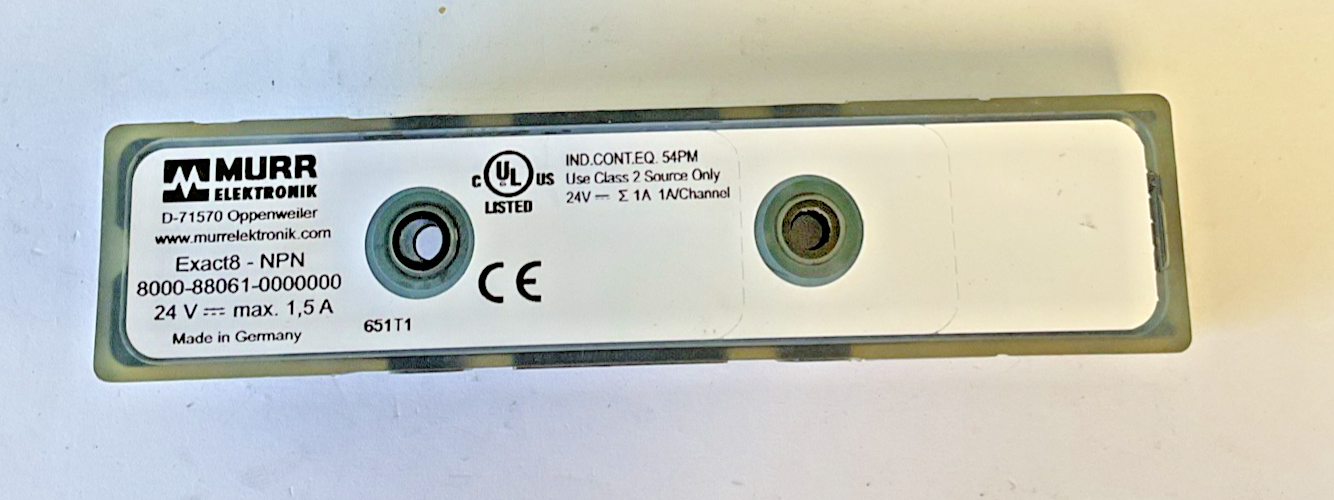 MURR
ELEKTRONIK
D-71570 Oppenweiler
www.murrelektronik.com
Exact8 - NPN
8000-88061-0000000
24 V ⎓ max. 1,5 A
Made in Germany
651T1
C UL US
LISTED
CE
IND.CONT.EQ. 54PM
Use Class 2 Source Only
24V ⎓ Σ 1A 1A/Channel